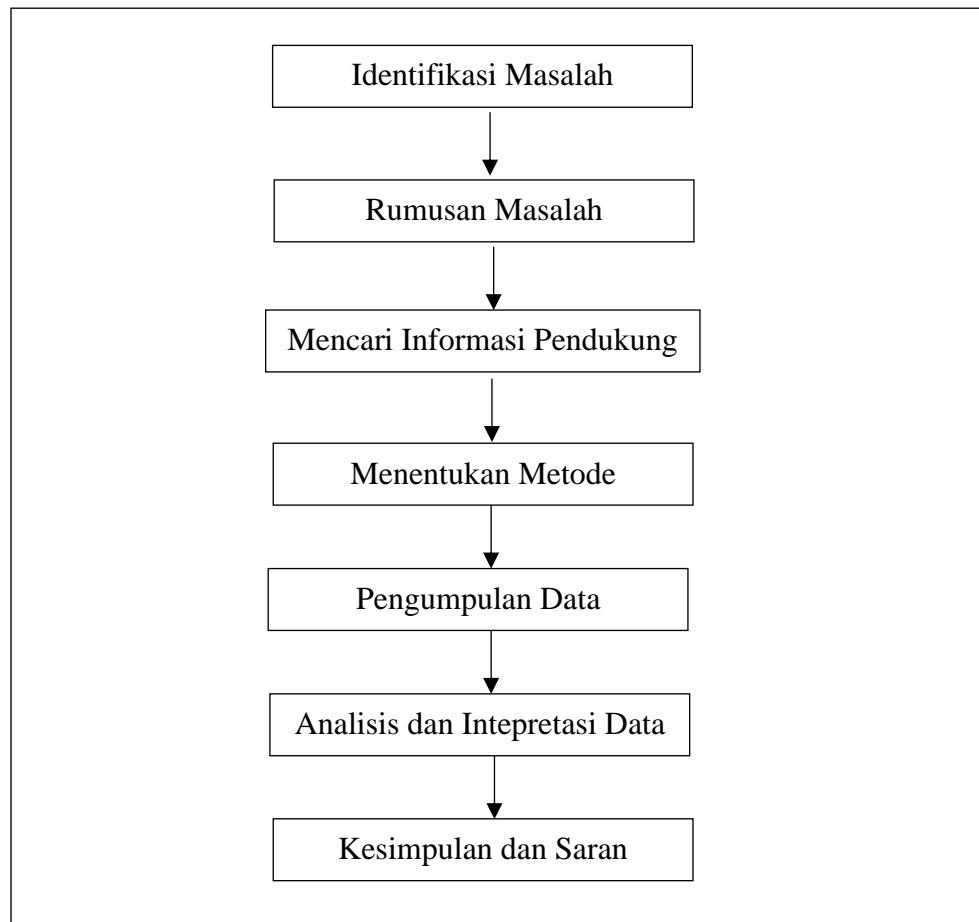 Identifikasi Masalah
Rumusan Masalah
Mencari Informasi Pendukung
Menentukan Metode
Pengumpulan Data
Analisis dan Intepretasi Data
Kesimpulan dan Saran